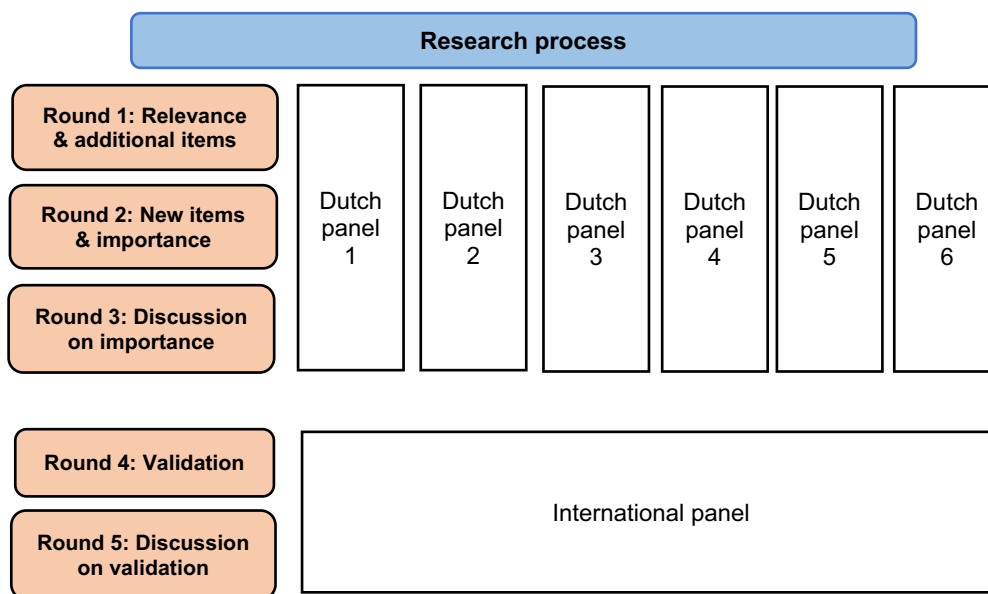 Research process
Round 1: Relevance
& additional items
Round 2: New items
& importance
Round 3: Discussion
on importance
Dutch
panel
1
Dutch
panel
2
Dutch
panel
3
Dutch
panel
4
Dutch
panel
5
Dutch
panel
6
Round 4: Validation
Round 5: Discussion
on validation
International panel